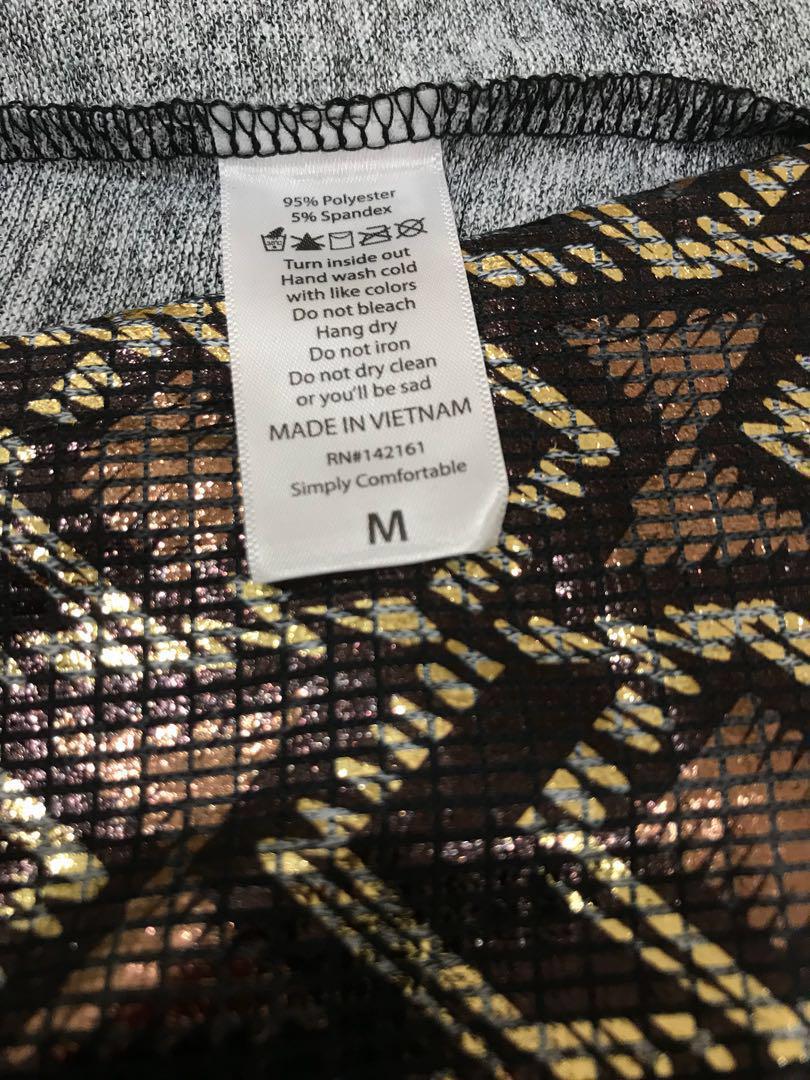 95% Polyester
5% Spandex
Turn inside out
Hand wash cold
with like colors
Do not bleach
Hang dry
Do not iron
Do not dry clean
or you'll be sad
MADE IN VIETNAM
RN#142161
Simply Comfortable
M